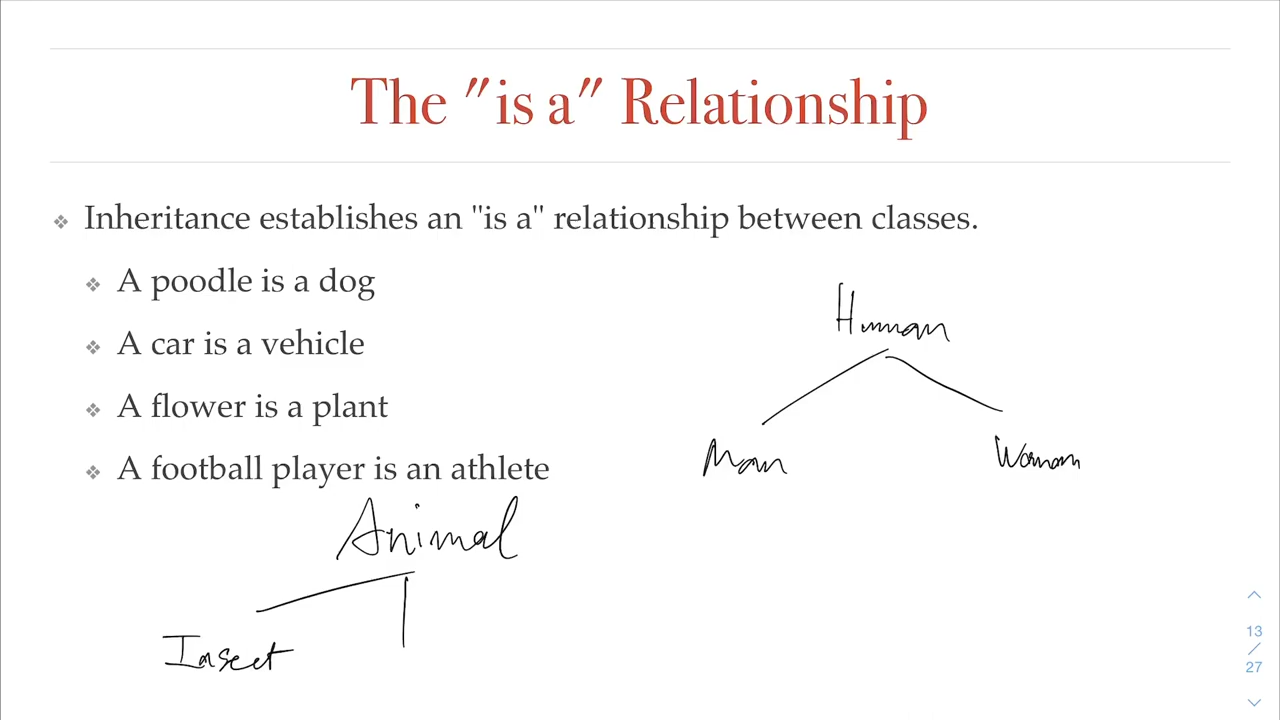 The "is a" Relationship
❖ Inheritance establishes an "is a" relationship between classes.
❖ A poodle is a dog
❖ A car is a vehicle
❖ A flower is a plant
❖ A football player is an athlete
Human
Man Woman
Animal
Insect
13
/
27